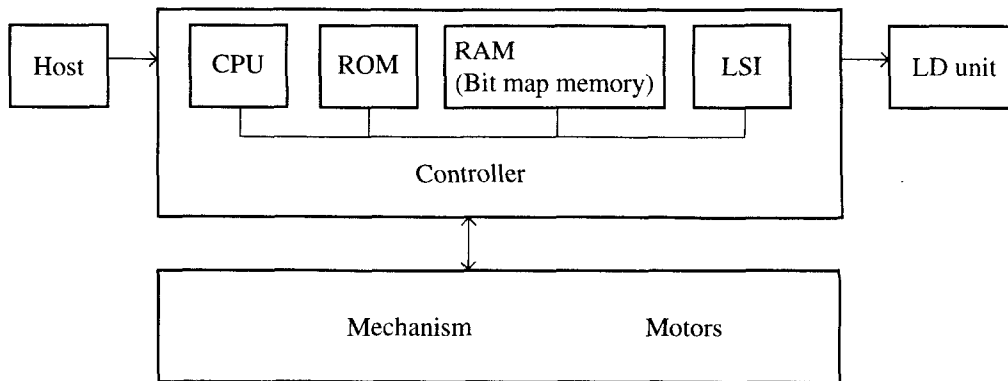 Host
CPU
ROM
RAM
(Bit map memory)
LSI
LD unit
Controller
Mechanism
Motors